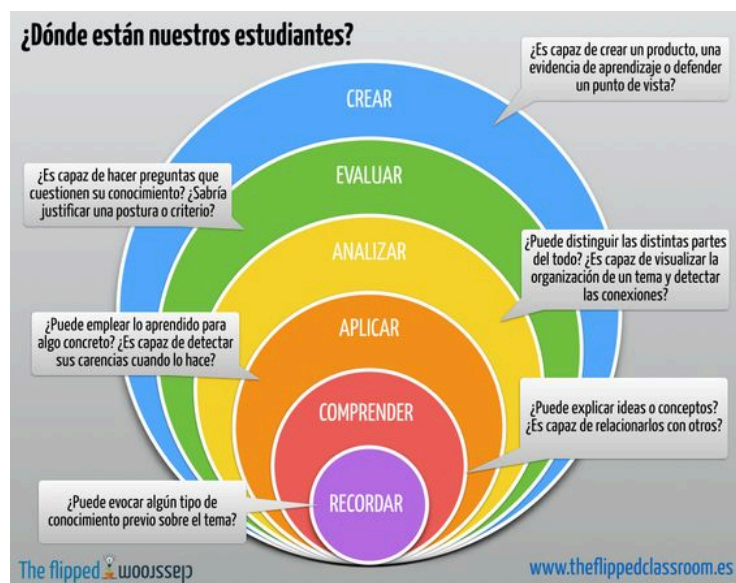 ¿Dónde están nuestros estudiantes?
¿Es capaz de crear un producto, una
evidencia de aprendizaje o defender
un punto de vista?
CREAR
¿Es capaz de hacer preguntas que
cuestionen su conocimiento? ¿Sabría
justificar una postura o criterio?
EVALUAR
¿Puede distinguir las distintas partes
del todo? ¿Es capaz de visualizar la
organización de un tema y detectar
las conexiones?
ANALIZAR
¿Puede emplear lo aprendido para
algo concreto? ¿Es capaz de detectar
sus carencias cuando lo hace?
APLICAR
¿Puede explicar ideas o conceptos?
¿Es capaz de relacionarlos con otros?
COMPRENDER
¿Puede evocar algún tipo de
conocimiento previo sobre el tema?
RECORDAR
The flipped classroom
www.theflippedclassroom.es